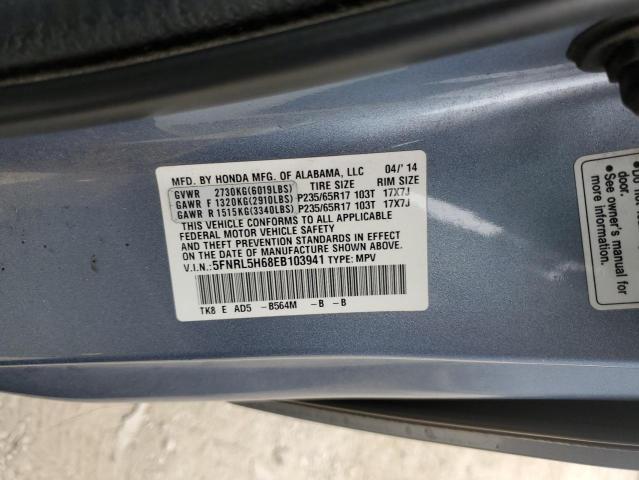 MFD. BY HONDA MFG. OF ALABAMA, LLC 04/'14
TIRE SIZE RIM SIZE
GVWR 2730KG(6019LBS)
GAWR F 1320KG(2910LBS) P235/65R17 103T 17X7J
GAWR R 1515KG(3340LBS) P235/65R17 103T 17X7J
THIS VEHICLE CONFORMS TO ALL APPLICABLE
FEDERAL MOTOR VEHICLE SAFETY
AND THEFT PREVENTION STANDARDS IN EFFECT
ON THE DATE OF MANUFACTURE SHOWN ABOVE.
V.I.N.: 5FNRL5H68EB103941 TYPE: MPV
TK8 E AD5 -B564M -B -B
•Do no
door.
•See owner's
manual for